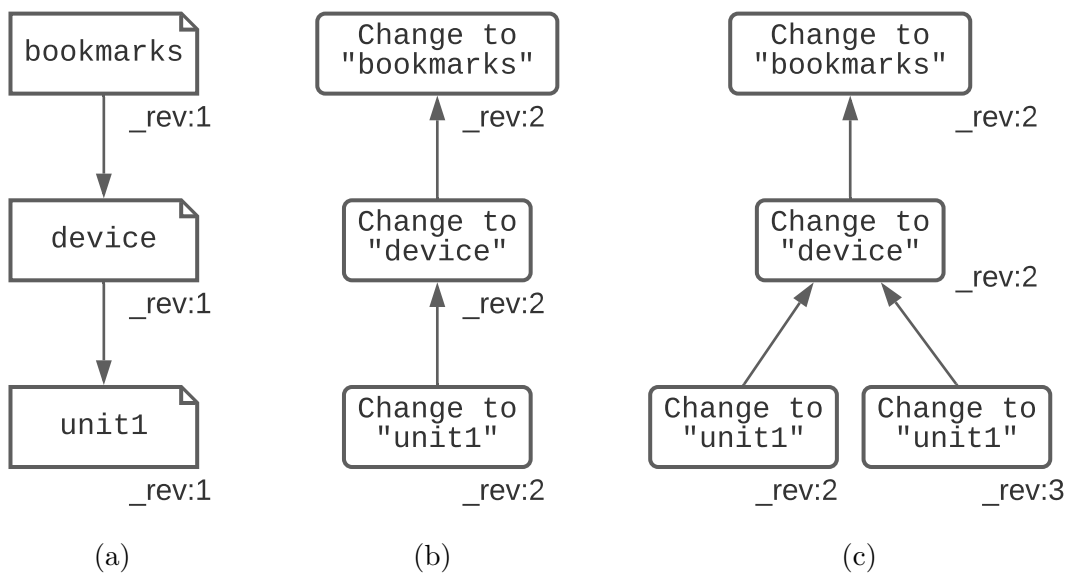 bookmarks
_rev:1
device
_rev:1
unit1
_rev:1
(a)
Change to
"bookmarks"
_rev:2
Change to
"device"
_rev:2
Change to
"unit1"
_rev:2
(b)
Change to
"bookmarks"
_rev:2
Change to
"device"
_rev:2
Change to
"unit1"
_rev:2
Change to
"unit1"
_rev:3
(c)